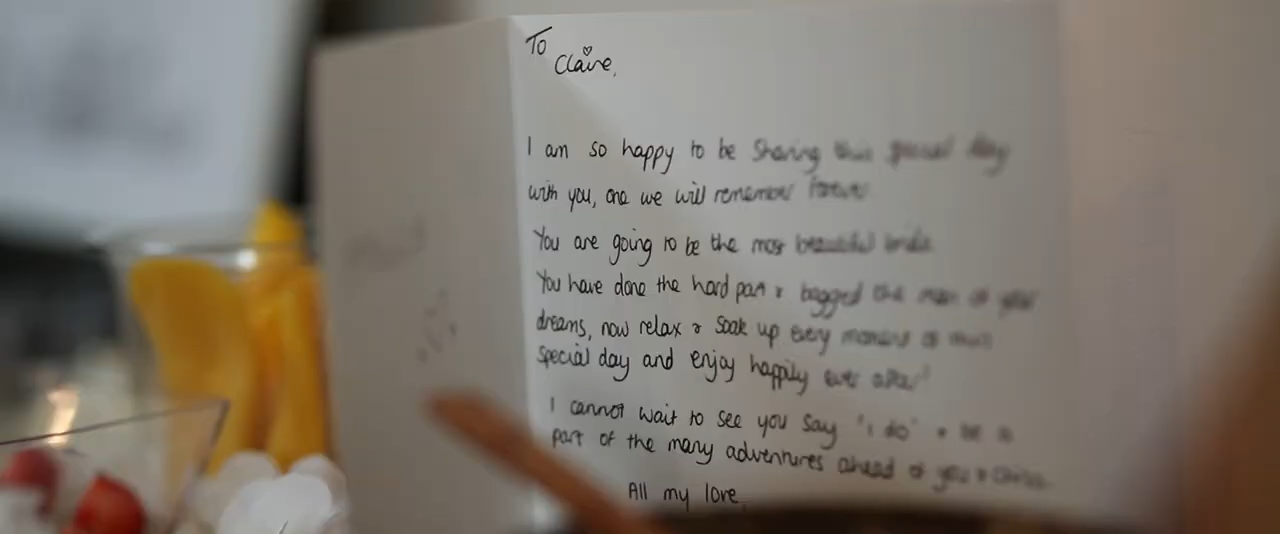 To
Claire,
I am so happy to be sharing this special day
with you, one we will remember forever
You are going to be the most beautiful bride
You have done the hard part & bagged the man of your
dreams, now relax & soak up every moment of this
special day and enjoy happily ever after!
I cannot wait to see you say 'i do' & be a
part of the many adventures ahead of you &
All my love,